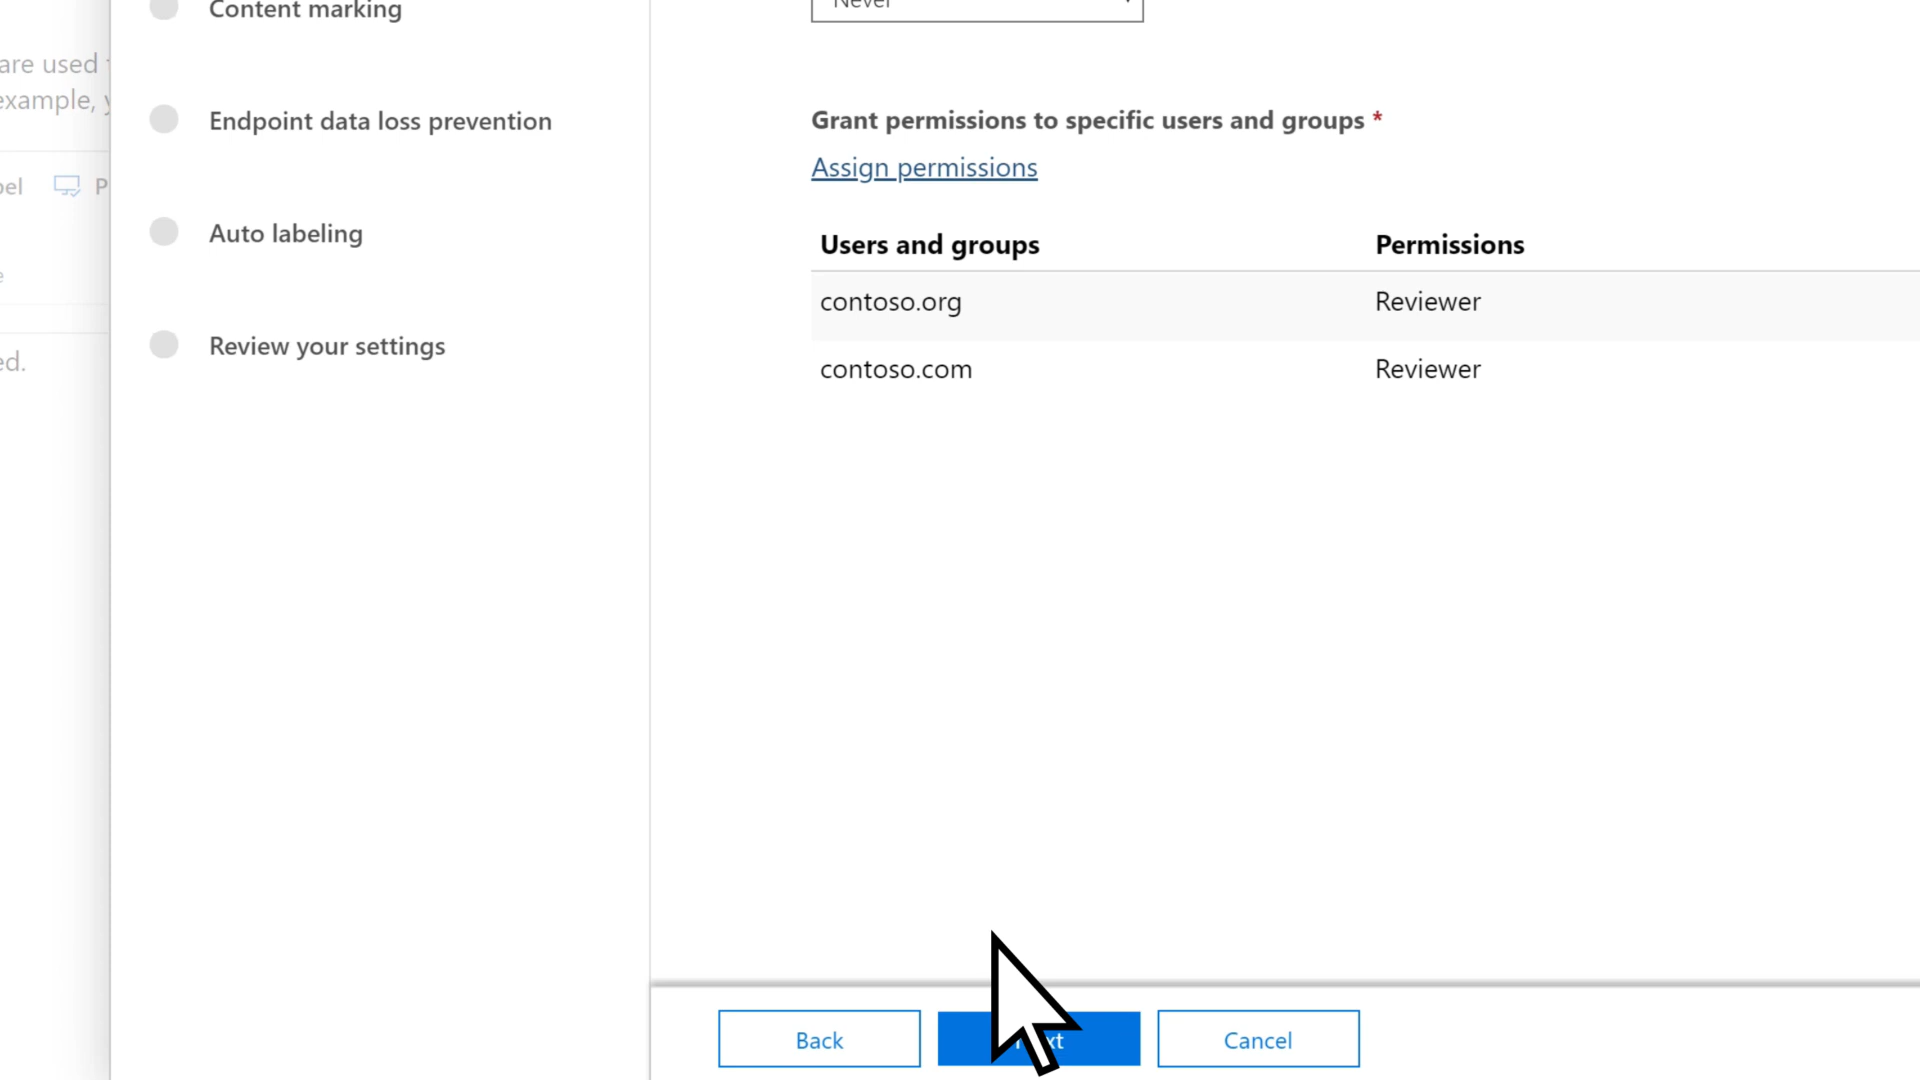 Content marking
Never
are used
example,
Endpoint data loss prevention
Grant permissions to specific users and groups *
Assign permissions
Auto labeling
Users and groups
Permissions
contoso.org
Reviewer
Review your settings
ed.
contoso.com
Reviewer
Back
Cancel